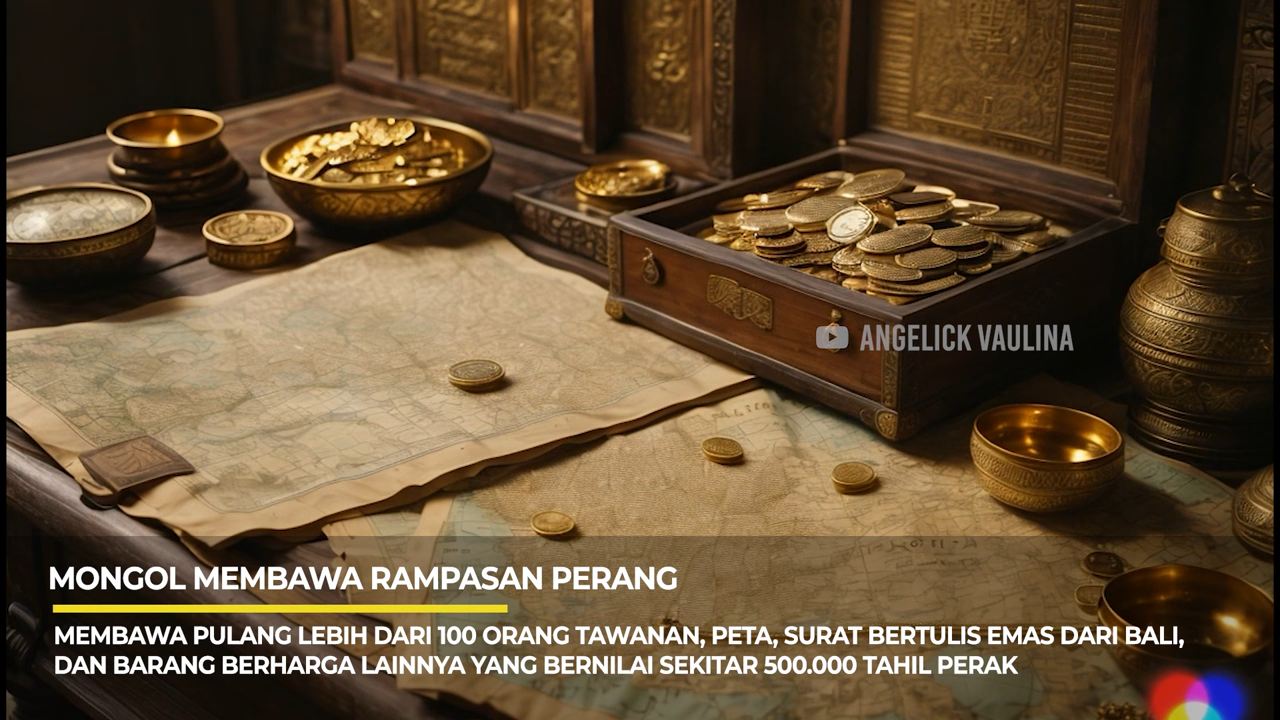 ANGELICK VAULINA
MONGOL MEMBAWA RAMPASAN PERANG
MEMBAWA PULANG LEBIH DARI 100 ORANG TAWANAN, PETA, SURAT BERTULIS EMAS DARI BALI,
DAN BARANG BERHARGA LAINNYA YANG BERNILAI SEKITAR 500.000 TAHIL PERAK